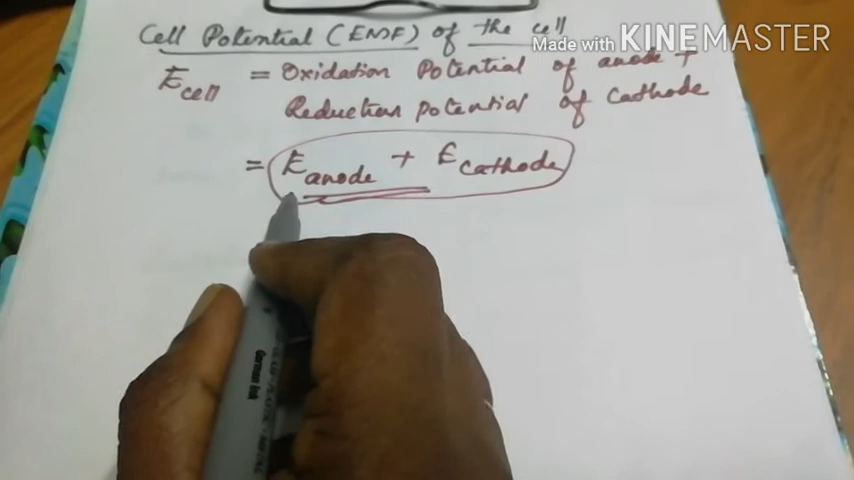 Cell Potential (EMF) of the cell
Made with KINEMASTER
Ecell = Oxidation Potential of anode +
Reduction potential of Cathode
= Eanode + Ecathode